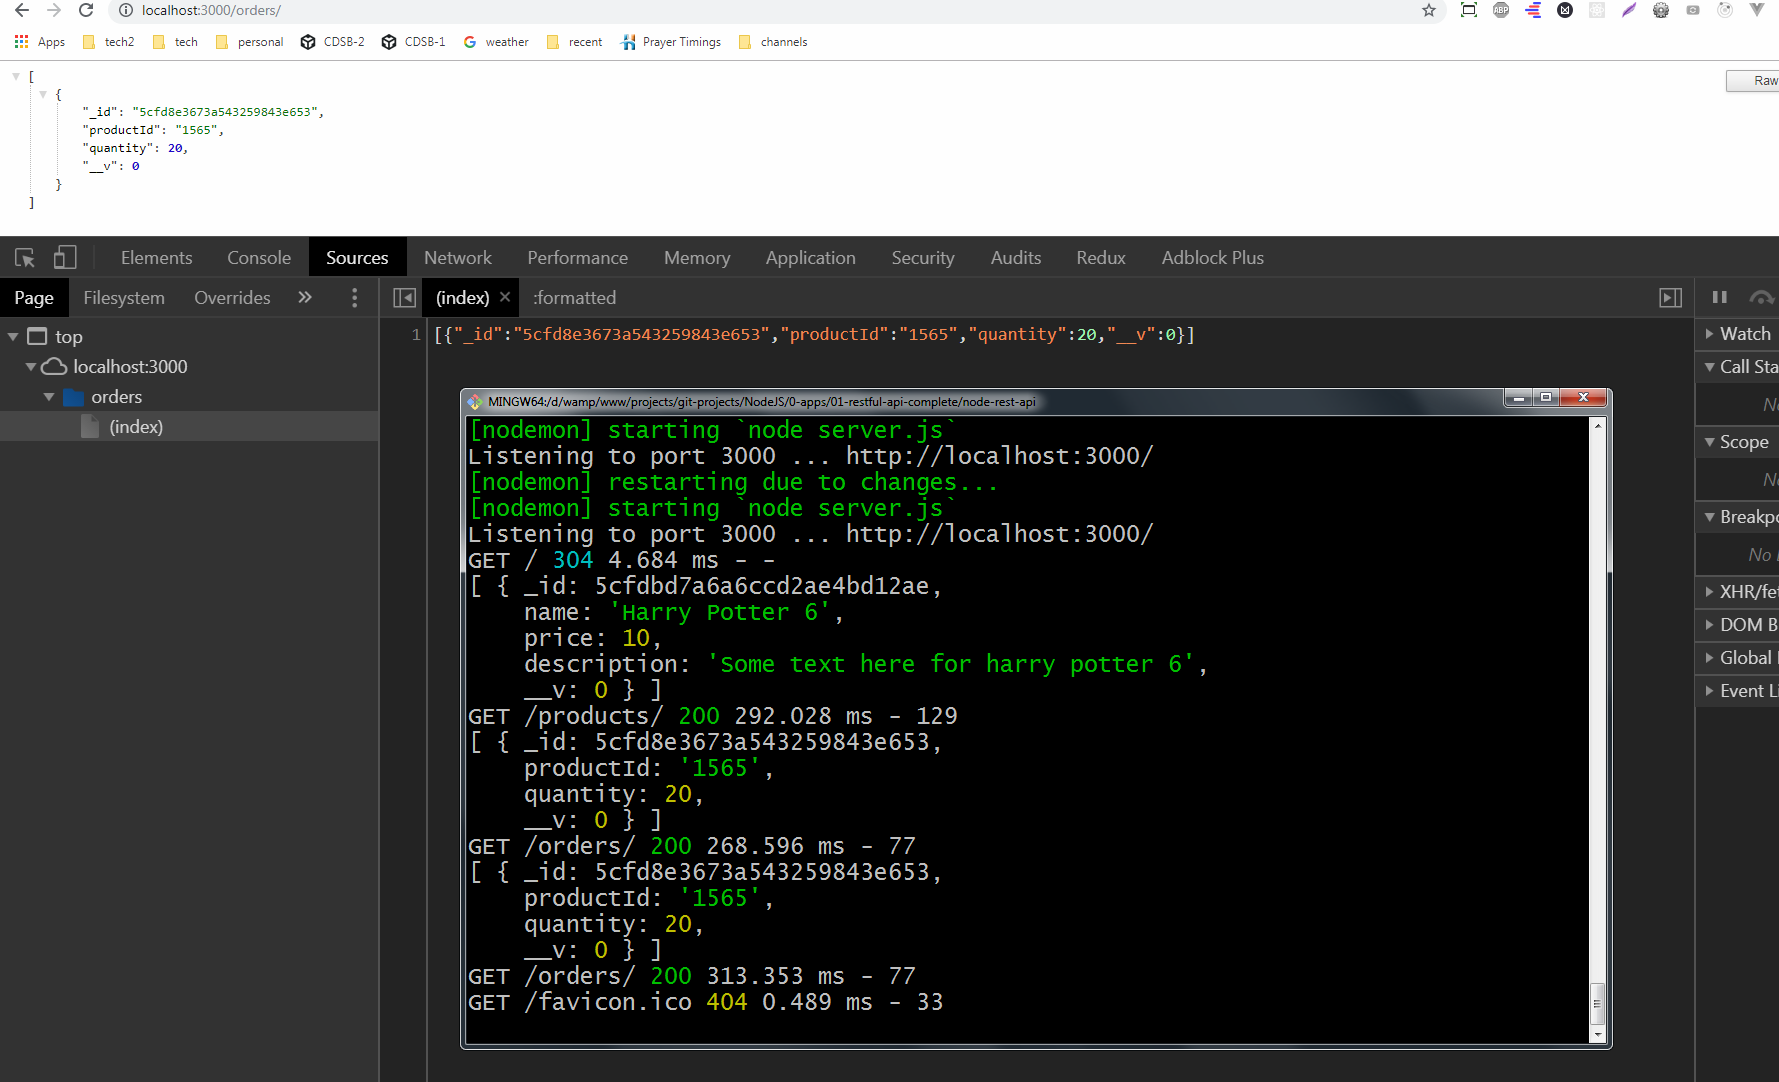 localhost:3000/orders/
ABP
Apps tech2 tech personal CDSB-2 CDSB-1 G weather recent Prayer Timings channels
[
Raw
{
"_id": "5cfd8e3673a543259843e653",
"productId": "1565",
"quantity": 20,
"__v": 0
}
]
Elements Console Sources Network Performance Memory Application Security Audits Redux Adblock Plus
Page Filesystem Overrides » (index) × :formatted
top
localhost:3000
orders
(index)
1 [{"_id":"5cfd8e3673a543259843e653","productId":"1565","quantity":20,"__v":0}]
Watch
Call Sta
No
Scope
No
Breakpo
No
XHR/fet
DOM B
Global
Event Li
MINGW64:/d/wamp/www/projects/git-projects/NodeJS/0-apps/01-restful-api-complete/node-rest-api
[nodemon] starting `node server.js`
Listening to port 3000 ... http://localhost:3000/
[nodemon] restarting due to changes...
[nodemon] starting `node server.js`
Listening to port 3000 ... http://localhost:3000/
GET / 304 4.684 ms - -
[ { _id: 5cfdbd7a6a6ccd2ae4bd12ae,
name: 'Harry Potter 6',
price: 10,
description: 'Some text here for harry potter 6',
__v: 0 } ]
GET /products/ 200 292.028 ms - 129
[ { _id: 5cfd8e3673a543259843e653,
productId: '1565',
quantity: 20,
__v: 0 } ]
GET /orders/ 200 268.596 ms - 77
[ { _id: 5cfd8e3673a543259843e653,
productId: '1565',
quantity: 20,
__v: 0 } ]
GET /orders/ 200 313.353 ms - 77
GET /favicon.ico 404 0.489 ms - 33